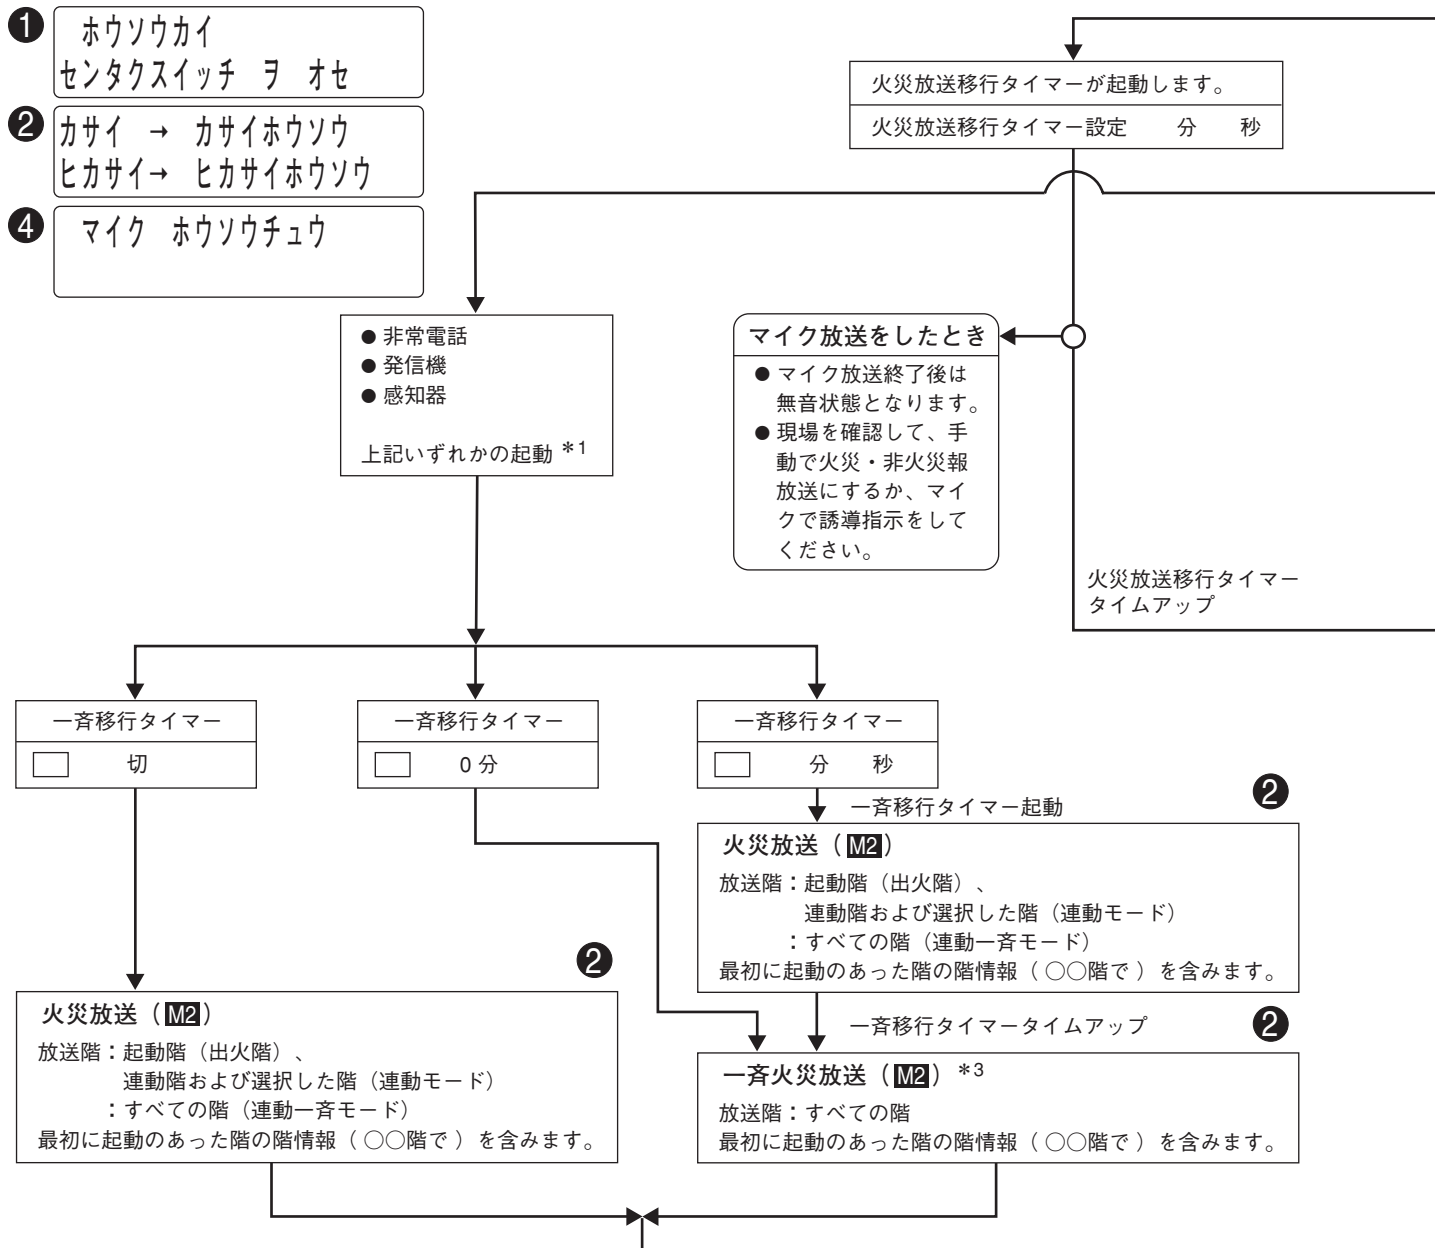 ❶
ホウソウカイ
センタクスイッチ ヲ オセ
❷
カサイ → カサイホウソウ
ヒカサイ→ ヒカサイホウソウ
❹
マイク ホウソウチュウ
火災放送移行タイマーが起動します。
火災放送移行タイマー設定 分 秒
● 非常電話
● 発信機
● 感知器
上記いずれかの起動 *1
マイク放送をしたとき
● マイク放送終了後は
無音状態となります。
● 現場を確認して、手
動で火災・非火災報
放送にするか、マイ
クで誘導指示をして
ください。
火災放送移行タイマー
タイムアップ
一斉移行タイマー
切
一斉移行タイマー
0 分
一斉移行タイマー
分 秒
一斉移行タイマー起動
❷
火災放送（M2）
放送階：起動階（出火階）、
連動階および選択した階（連動モード）
：すべての階（連動一斉モード）
最初に起動のあった階の階情報（ ○○階で ）を含みます。
❷
火災放送（M2）
放送階：起動階（出火階）、
連動階および選択した階（連動モード）
：すべての階（連動一斉モード）
最初に起動のあった階の階情報（ ○○階で ）を含みます。
一斉移行タイマータイムアップ
❷
一斉火災放送（M2） *3
放送階：すべての階
最初に起動のあった階の階情報（ ○○階で ）を含みます。